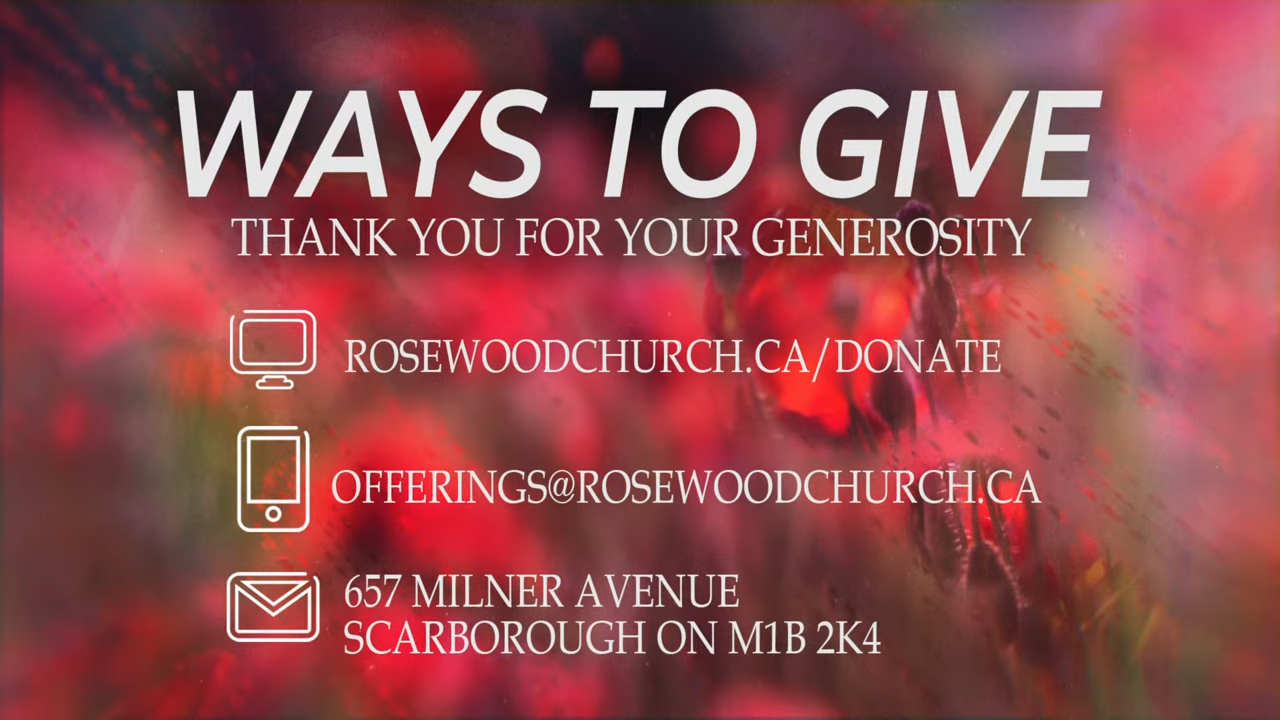 WAYS TO GIVE
THANK YOU FOR YOUR GENEROSITY
ROSEWOODCHURCH.CA/DONATE
OFFERINGS@ROSEWOODCHURCH.CA
657 MILNER AVENUE
SCARBOROUGH ON M1B 2K4